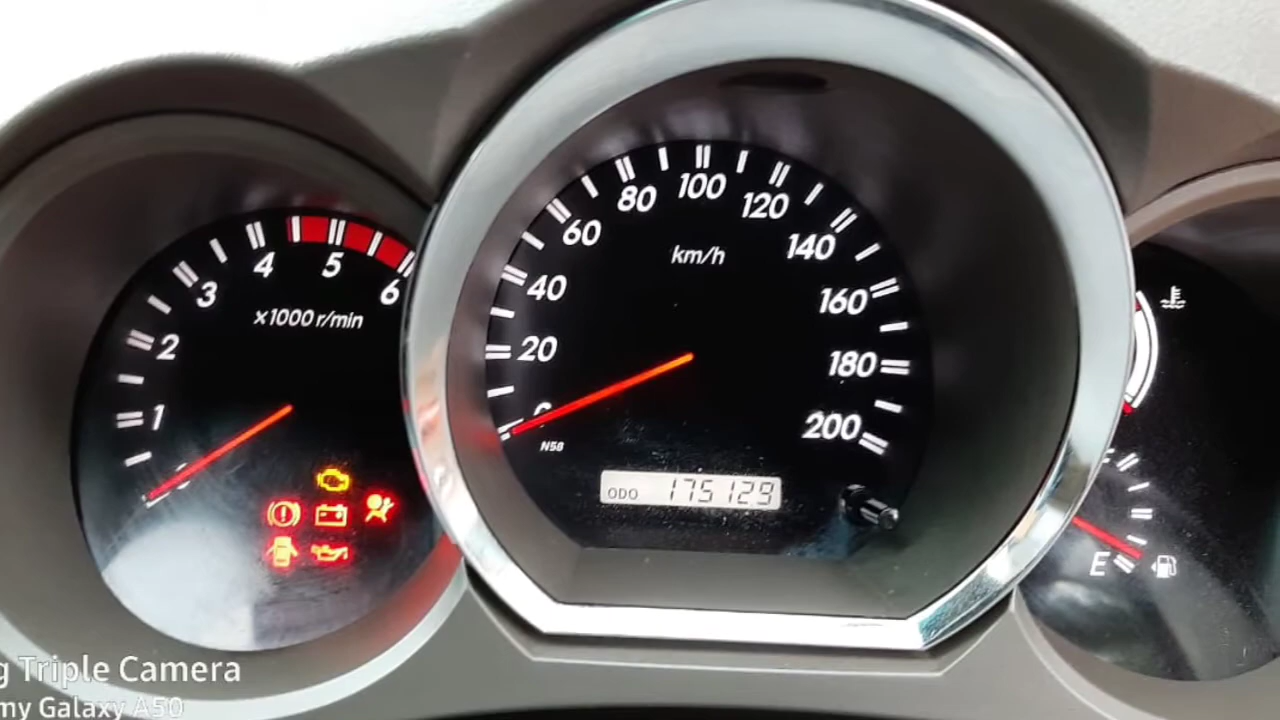 4 5 6
3
x1000 r/min
2
1
80 100 120
60 km/h 140
40 160
20 180
0 200
N58
ODO 175129
E
g Triple Camera
my Galaxy A50